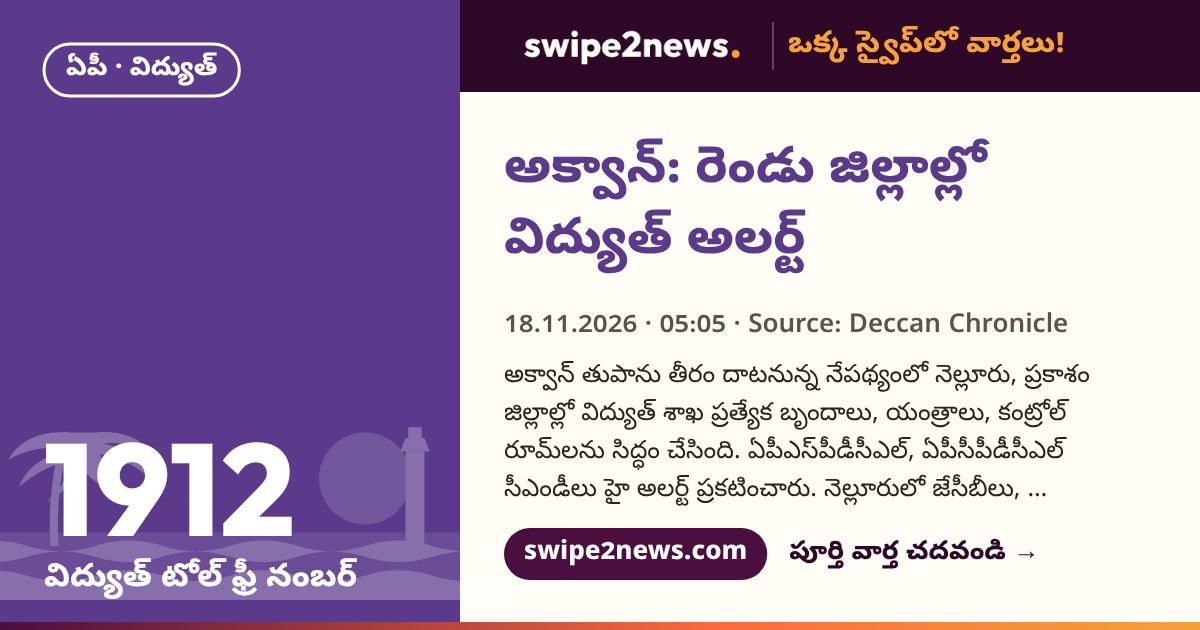 ఏపీ · విద్యుత్
1912
విద్యుత్ టోల్ ఫ్రీ నంబర్
swipe2news.
ఒక్క స్వైప్‌లో వార్తలు!
అక్వాన్: రెండు జిల్లాల్లో
విద్యుత్ అలర్ట్
18.11.2026 · 05:05 · Source: Deccan Chronicle
అక్వాన్ తుపాను తీరం దాటనున్న నేపథ్యంలో నెల్లూరు, ప్రకాశం
జిల్లాల్లో విద్యుత్ శాఖ ప్రత్యేక బృందాలు, యంత్రాలు, కంట్రోల్
రూమ్‌లను సిద్ధం చేసింది. ఏపీఎస్‌పీడీసీఎల్, ఏపీసీపీడీసీఎల్
సీఎండీలు హై అలర్ట్ ప్రకటించారు. నెల్లూరులో జేసీబీలు, ...
swipe2news.com
పూర్తి వార్త చదవండి →